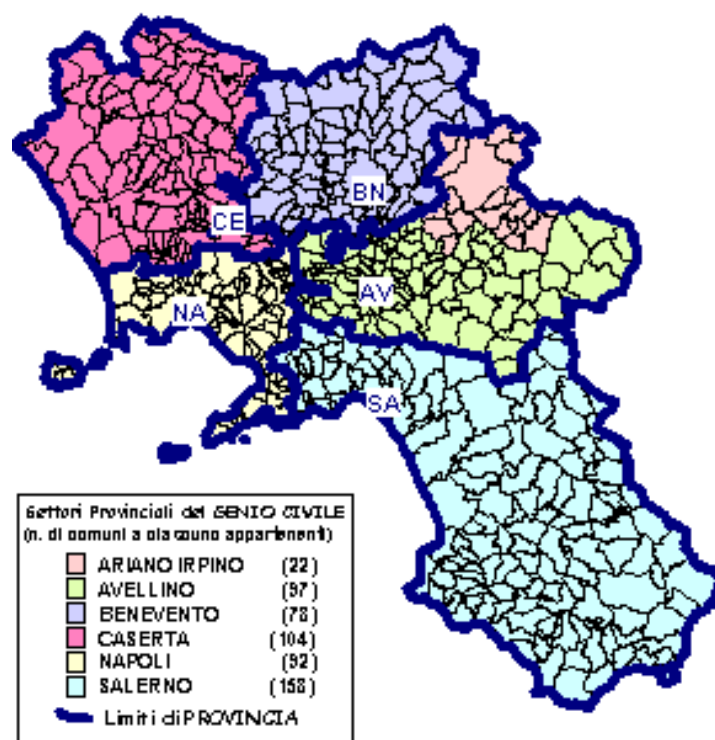 BN
CE
AV
NA
SA
Settori Provinciali del GENIO CIVILE
(n. di comuni a ciascuno appartenenti)
ARIANO IRPINO (22)
AVELLINO (97)
BENEVENTO (78)
CASERTA (104)
NAPOLI (92)
SALERNO (158)
Limiti di PROVINCIA